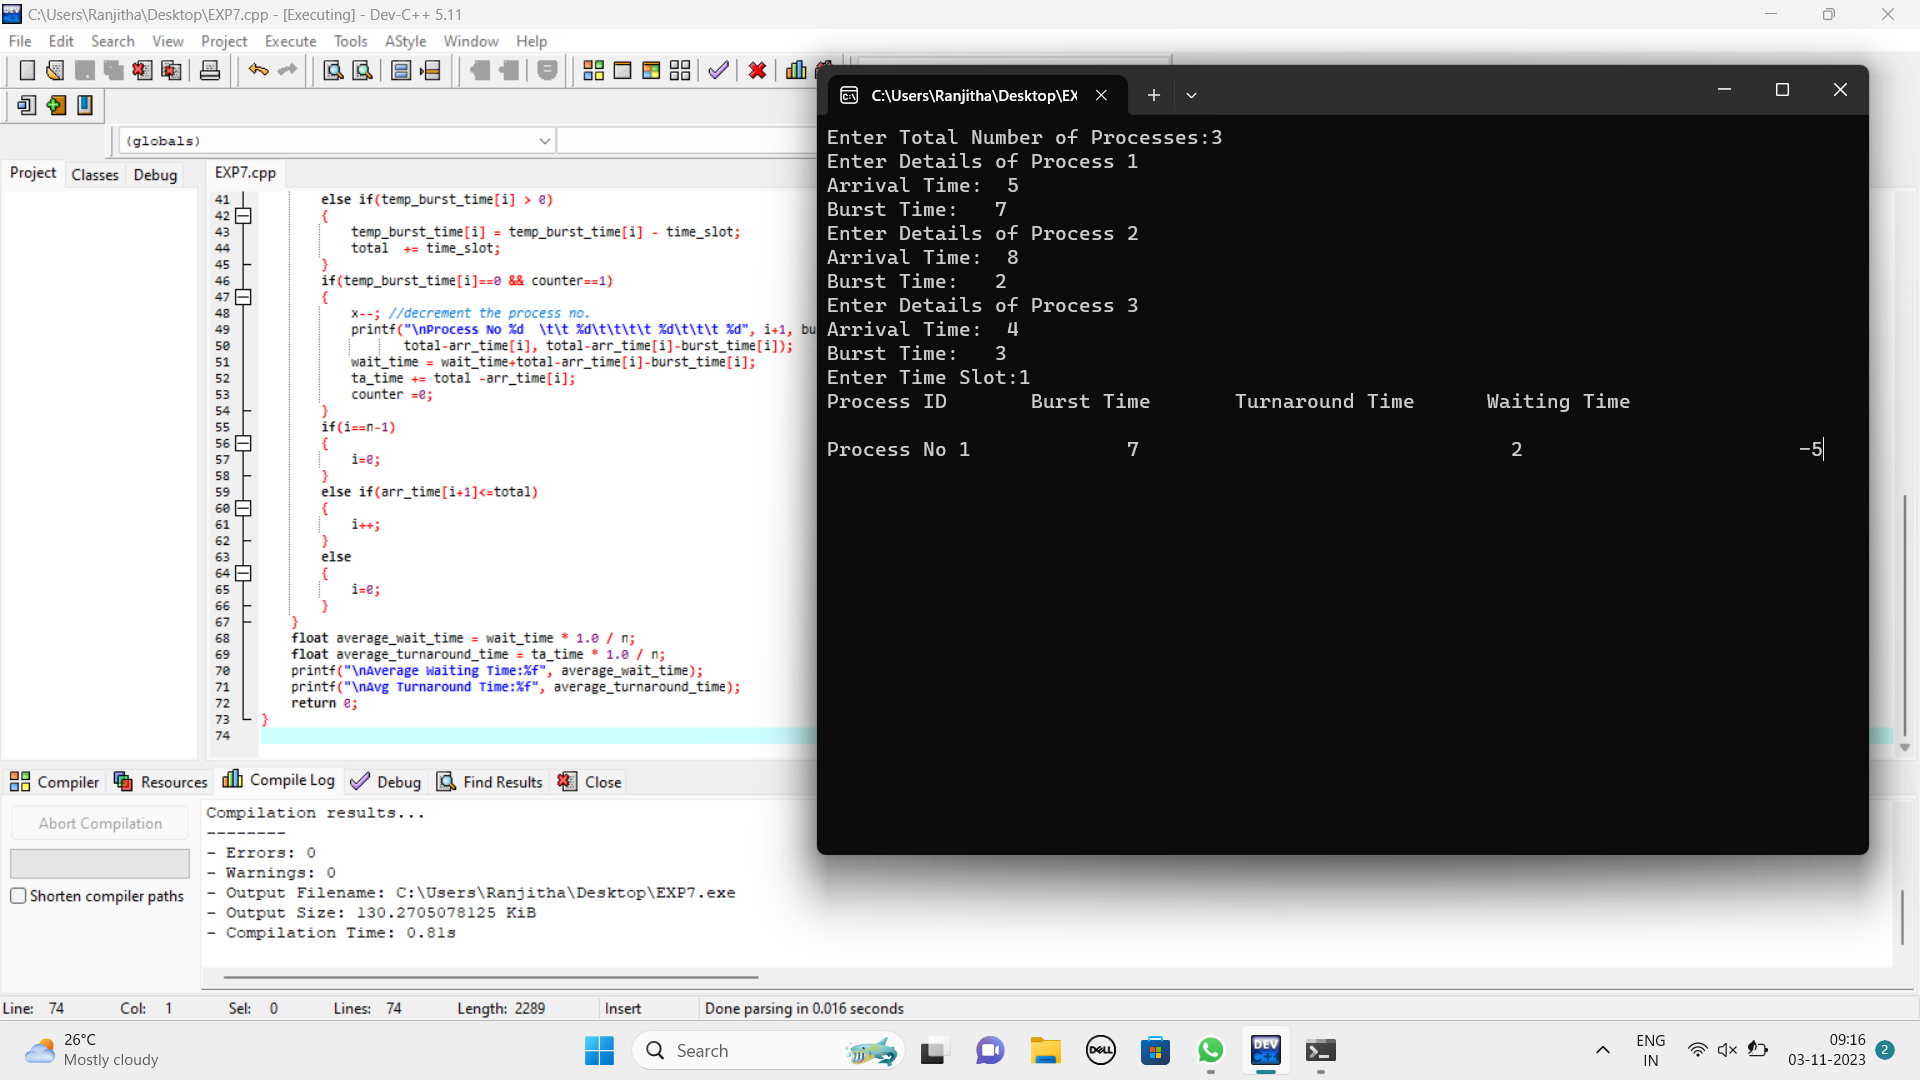 C:\Users\Ranjitha\Desktop\EXP7.cpp - [Executing] - Dev-C++ 5.11
File Edit Search View Project Execute Tools AStyle Window Help
(globals)
Project Classes Debug
EXP7.cpp
41 else if(temp_burst_time[i] > 0)
42 {
43 temp_burst_time[i] = temp_burst_time[i] - time_slot;
44 total  += time_slot;
45 }
46 if(temp_burst_time[i]==0 && counter==1)
47 {
48 x--; //decrement the process no.
49 printf("\nProcess No %d  \t\t %d\t\t\t\t %d\t\t\t %d", i+1, bu
50 total-arr_time[i], total-arr_time[i]-burst_time[i]);
51 wait_time = wait_time+total-arr_time[i]-burst_time[i];
52 ta_time += total -arr_time[i];
53 counter =0;
54 }
55 if(i==n-1)
56 {
57 i=0;
58 }
59 else if(arr_time[i+1]<=total)
60 {
61 i++;
62 }
63 else
64 {
65 i=0;
66 }
67 }
68 float average_wait_time = wait_time * 1.0 / n;
69 float average_turnaround_time = ta_time * 1.0 / n;
70 printf("\nAverage Waiting Time:%f", average_wait_time);
71 printf("\nAvg Turnaround Time:%f", average_turnaround_time);
72 return 0;
73 }
74
C:\Users\Ranjitha\Desktop\EX
Enter Total Number of Processes:3
Enter Details of Process 1
Arrival Time:  5
Burst Time:   7
Enter Details of Process 2
Arrival Time:  8
Burst Time:   2
Enter Details of Process 3
Arrival Time:  4
Burst Time:   3
Enter Time Slot:1
Process ID       Burst Time       Turnaround Time      Waiting Time
Process No 1             7                               2                       -5
Compiler Resources Compile Log Debug Find Results Close
Abort Compilation
Shorten compiler paths
Compilation results...
--------
- Errors: 0
- Warnings: 0
- Output Filename: C:\Users\Ranjitha\Desktop\EXP7.exe
- Output Size: 130.2705078125 KiB
- Compilation Time: 0.81s
Line: 74 Col: 1 Sel: 0 Lines: 74 Length: 2289 Insert Done parsing in 0.016 seconds
26°C
Mostly cloudy
Search
DELL
DEV C++
ENG
IN
09:16
03-11-2023
2